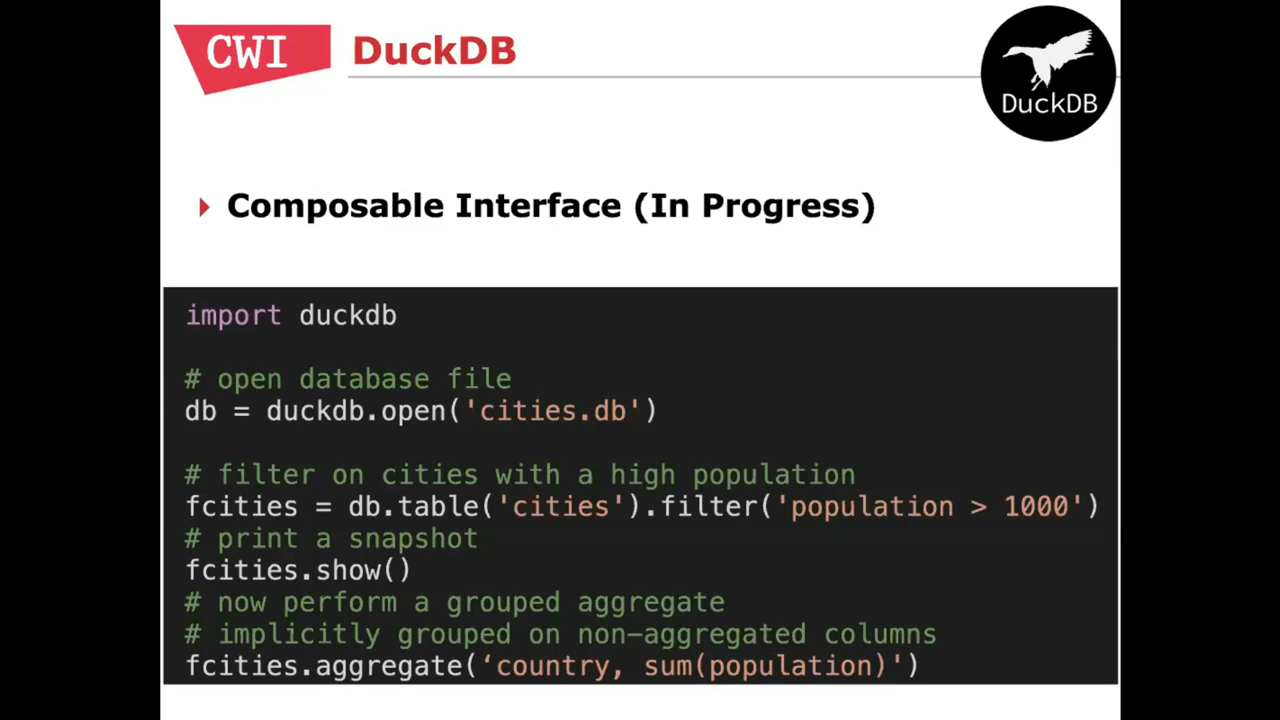 CWI
DuckDB
DuckDB
Composable Interface (In Progress)
import duckdb
# open database file
db = duckdb.open('cities.db')
# filter on cities with a high population
fcities = db.table('cities').filter('population > 1000')
# print a snapshot
fcities.show()
# now perform a grouped aggregate
# implicitly grouped on non-aggregated columns
fcities.aggregate(‘country, sum(population)')